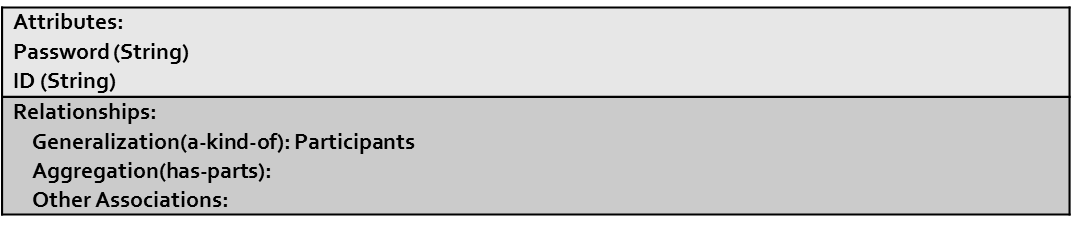 Attributes:
Password (String)
ID (String)
Relationships:
Generalization(a-kind-of): Participants
Aggregation(has-parts):
Other Associations: